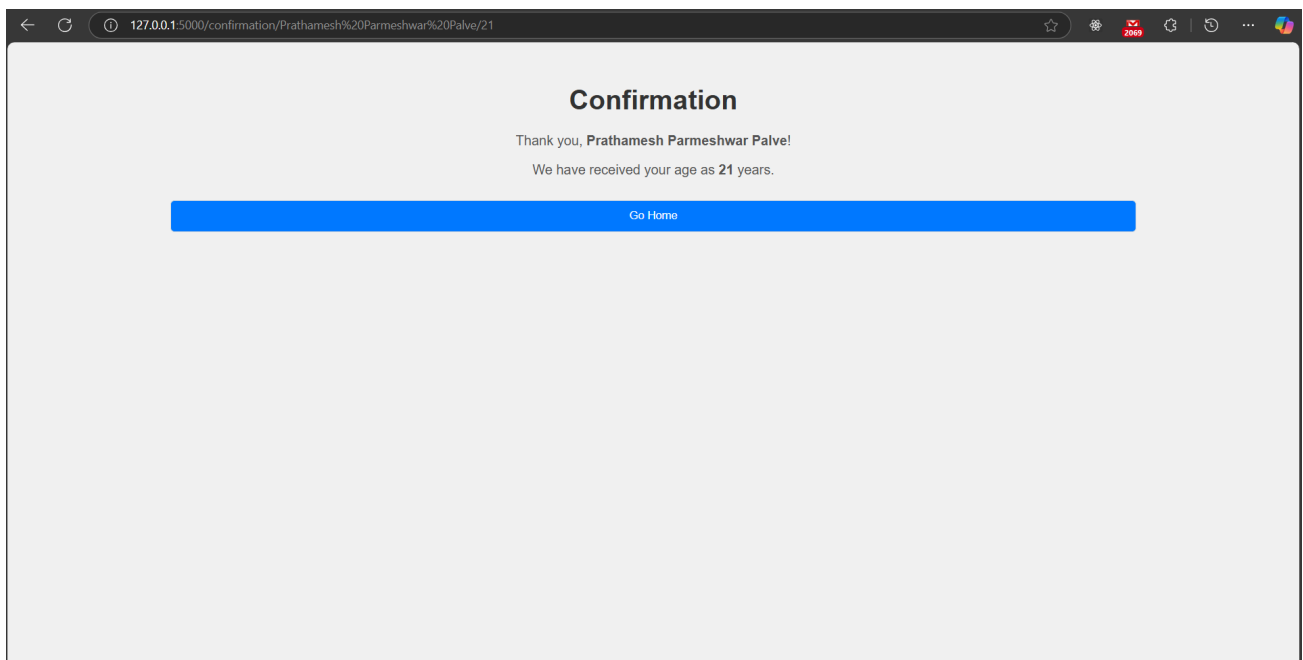 127.0.0.1:5000/confirmation/Prathamesh%20Parmeshwar%20Palve/21
2069
Confirmation
Thank you, Prathamesh Parmeshwar Palve!
We have received your age as 21 years.
Go Home